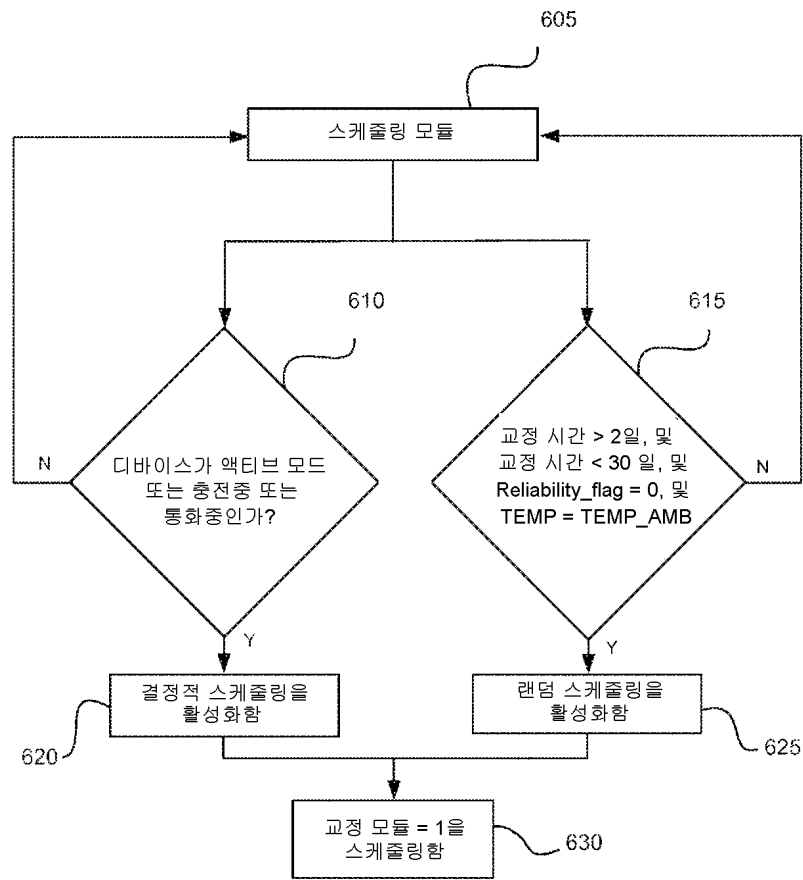 605
스케줄링 모듈
610
615
디바이스가 액티브 모드
또는 충전중 또는
통화중인가?
N
교정 시간 > 2일, 및
교정 시간 < 30 일, 및
Reliability_flag = 0, 및
TEMP = TEMP_AMB
N
Y
Y
결정적 스케줄링을
활성화함
620
랜덤 스케줄링을
활성화함
625
교정 모듈 = 1을
스케줄링함
630